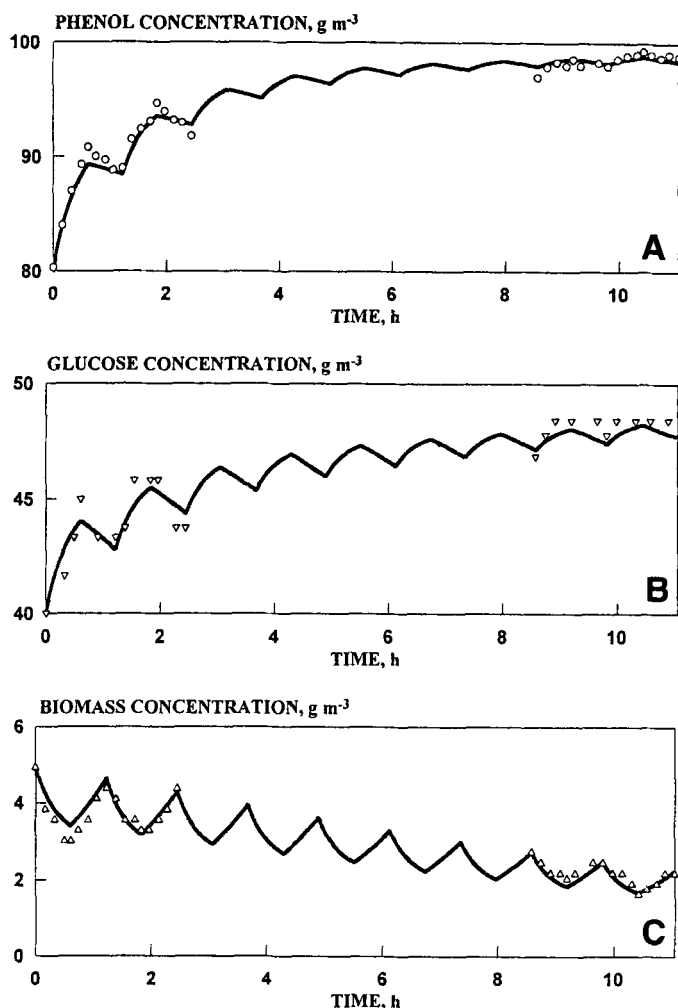 PHENOL CONCENTRATION, g m-3
100
90
80
A
0 2 4 6 8 10
TIME, h
GLUCOSE CONCENTRATION, g m-3
50
45
40
B
0 2 4 6 8 10
TIME, h
BIOMASS CONCENTRATION, g m-3
6
4
2
0
C
0 2 4 6 8 10
TIME, h